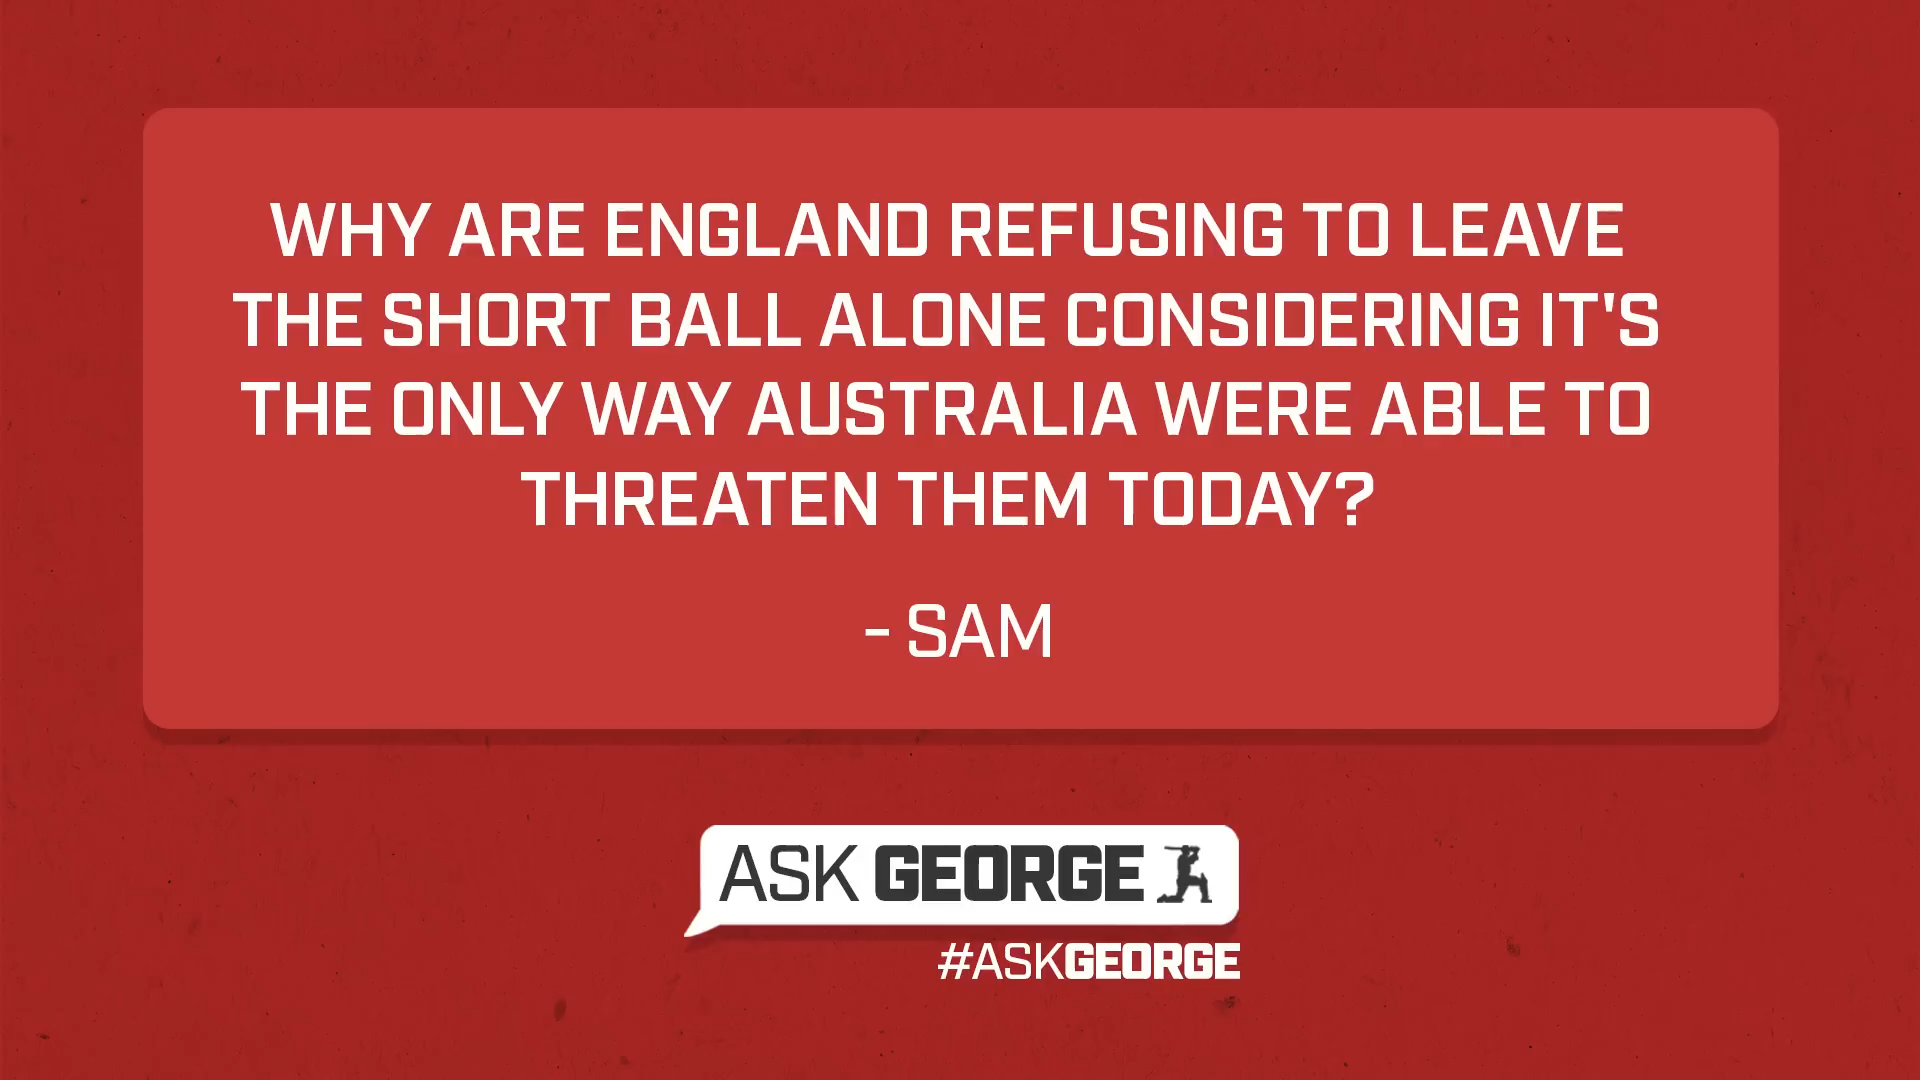 WHY ARE ENGLAND REFUSING TO LEAVE
THE SHORT BALL ALONE CONSIDERING IT'S
THE ONLY WAY AUSTRALIA WERE ABLE TO
THREATEN THEM TODAY?
- SAM
ASK GEORGE
#ASKGEORGE